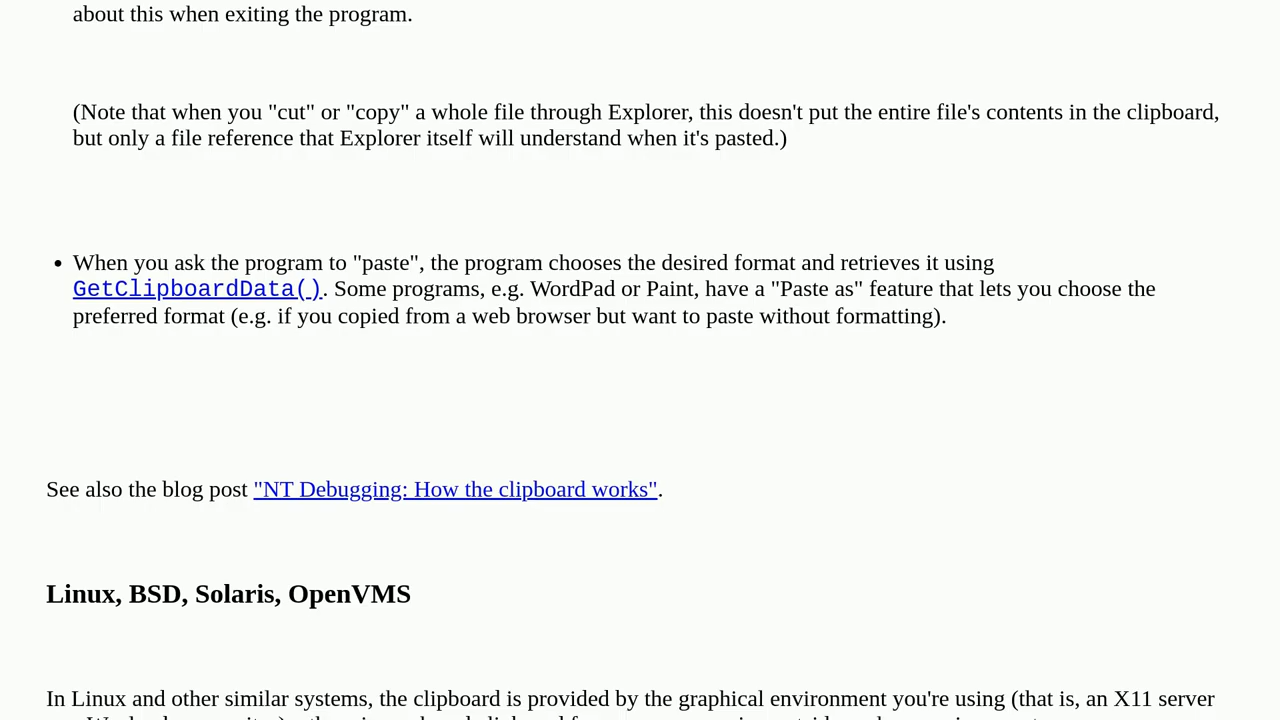 about this when exiting the program.
(Note that when you "cut" or "copy" a whole file through Explorer, this doesn't put the entire file's contents in the clipboard,
but only a file reference that Explorer itself will understand when it's pasted.)
• When you ask the program to "paste", the program chooses the desired format and retrieves it using
GetClipboardData(). Some programs, e.g. WordPad or Paint, have a "Paste as" feature that lets you choose the
preferred format (e.g. if you copied from a web browser but want to paste without formatting).
See also the blog post "NT Debugging: How the clipboard works".
Linux, BSD, Solaris, OpenVMS
In Linux and other similar systems, the clipboard is provided by the graphical environment you're using (that is, an X11 server